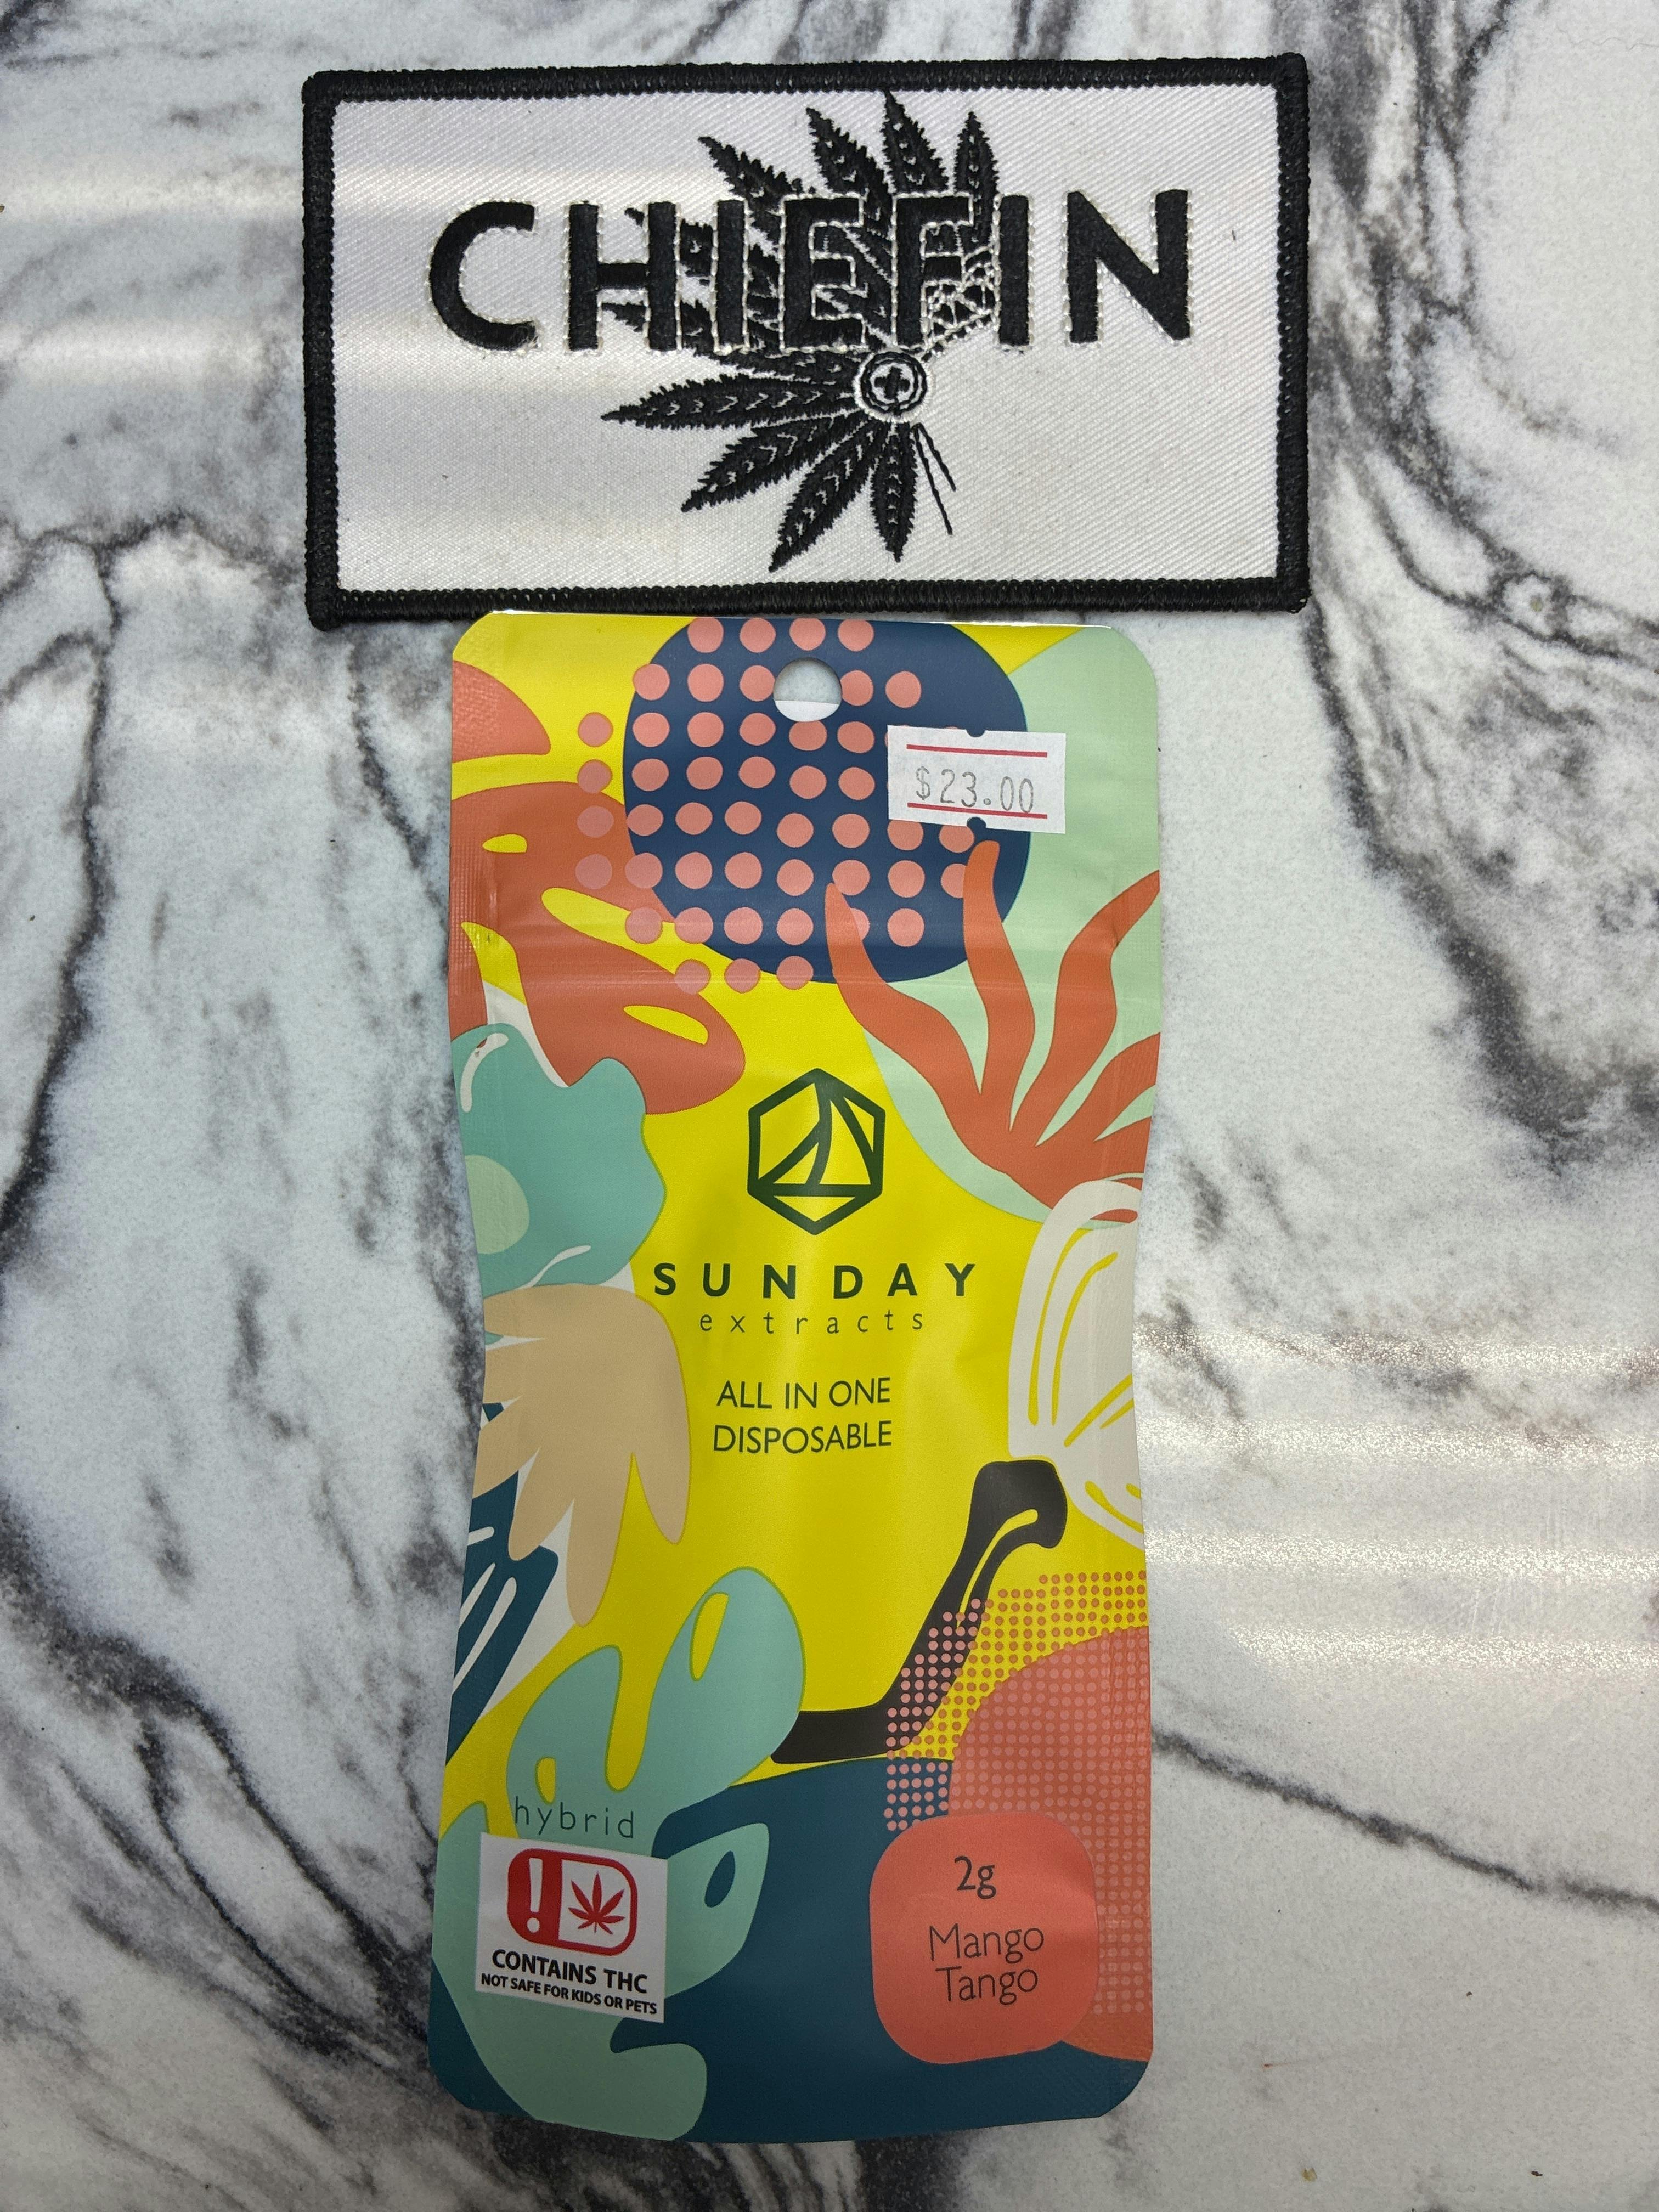 CHIEFIN
$23.00
SUNDAY
extracts
ALL IN ONE
DISPOSABLE
hybrid
!
CONTAINS THC
NOT SAFE FOR KIDS OR PETS
2g
Mango
Tango